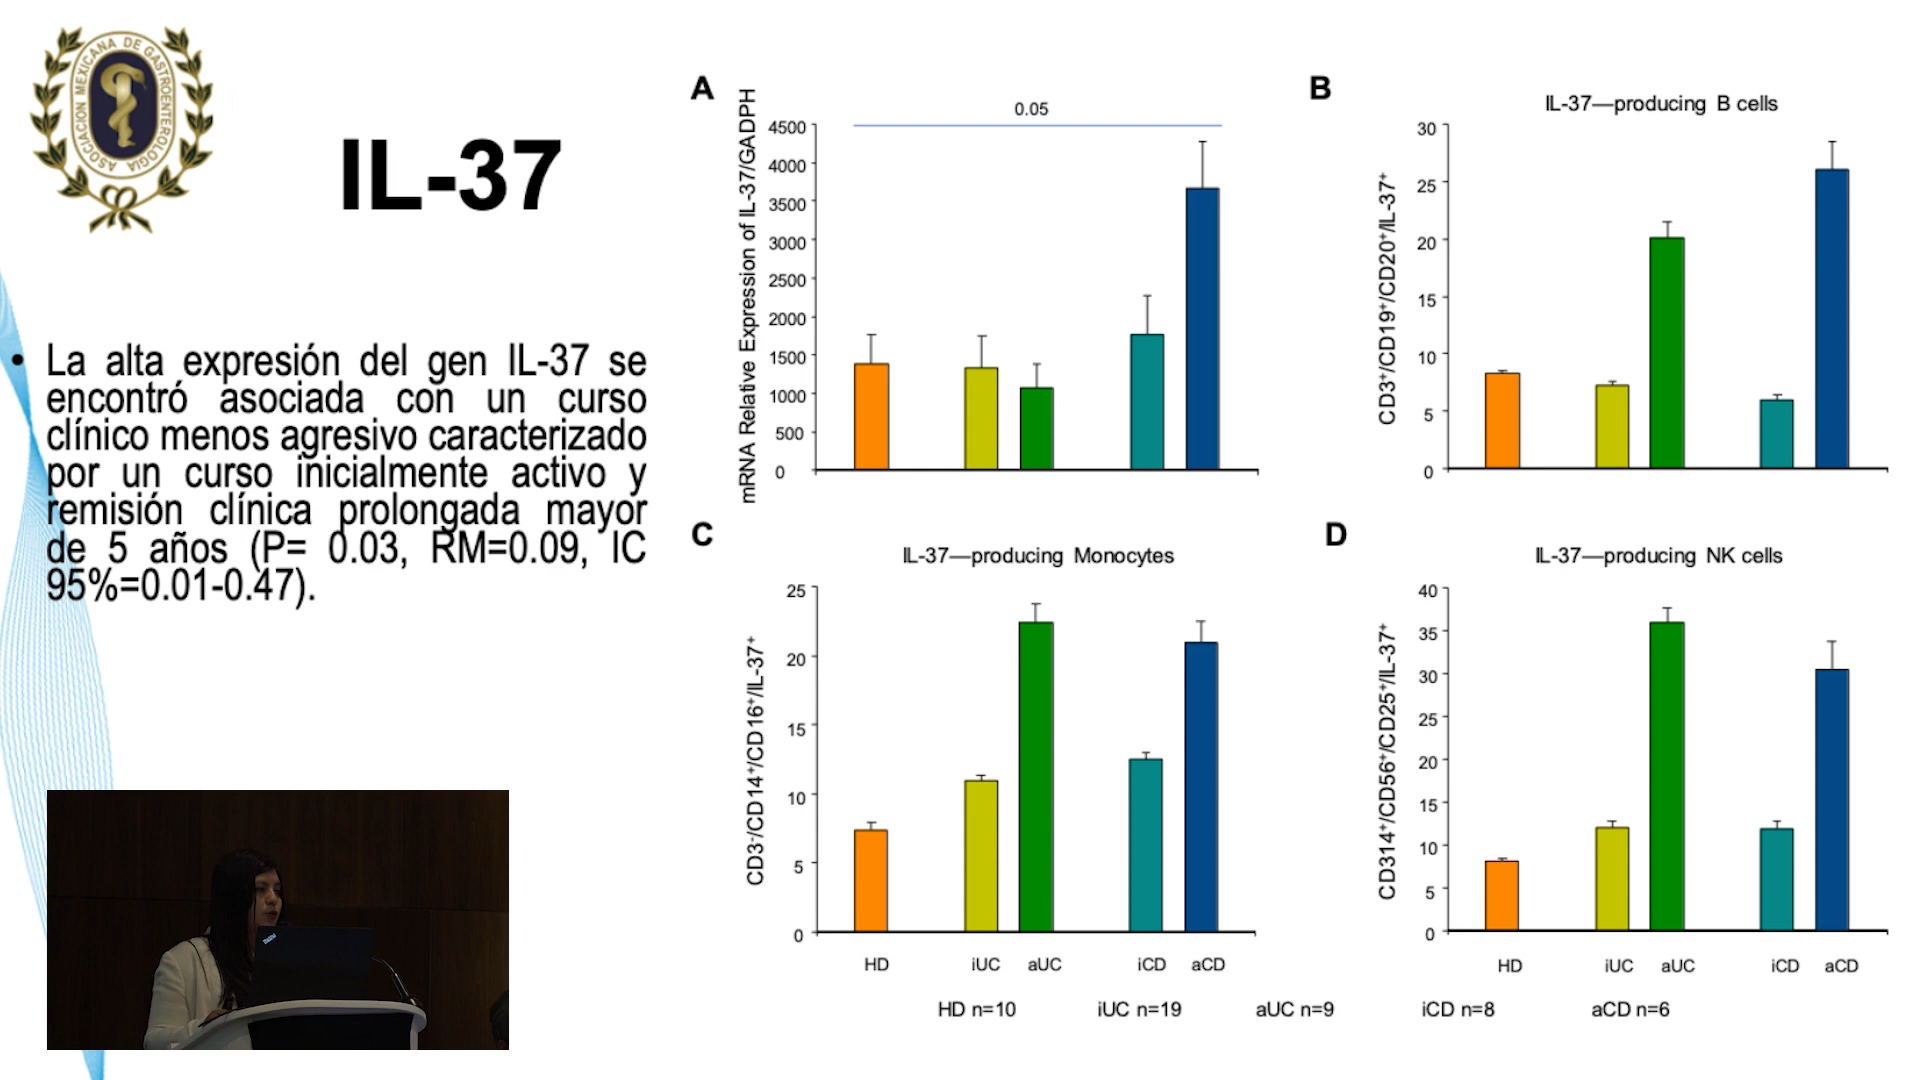 ASOCIACION MEXICANA DE GASTROENTEROLOGIA
IL-37
• La alta expresión del gen IL-37 se
encontró asociada con un curso
clínico menos agresivo caracterizado
por un curso inicialmente activo y
remisión clínica prolongada mayor
de 5 años (P= 0.03, RM=0.09, IC
95%=0.01-0.47).
A
0.05
mRNA Relative Expression of IL-37/GADPH
4500
4000
3500
3000
2500
2000
1500
1000
500
0
B
IL-37—producing B cells
CD3⁺/CD19⁺/CD20⁺/IL-37⁺
30
25
20
15
10
5
0
C
IL-37—producing Monocytes
CD3⁻/CD14⁺/CD16⁺/IL-37⁺
25
20
15
10
5
0
HD iUC aUC iCD aCD
D
IL-37—producing NK cells
CD314⁺/CD56⁺/CD25⁺/IL-37⁺
40
35
30
25
20
15
10
5
0
HD iUC aUC iCD aCD
HD n=10 iUC n=19 aUC n=9 iCD n=8 aCD n=6